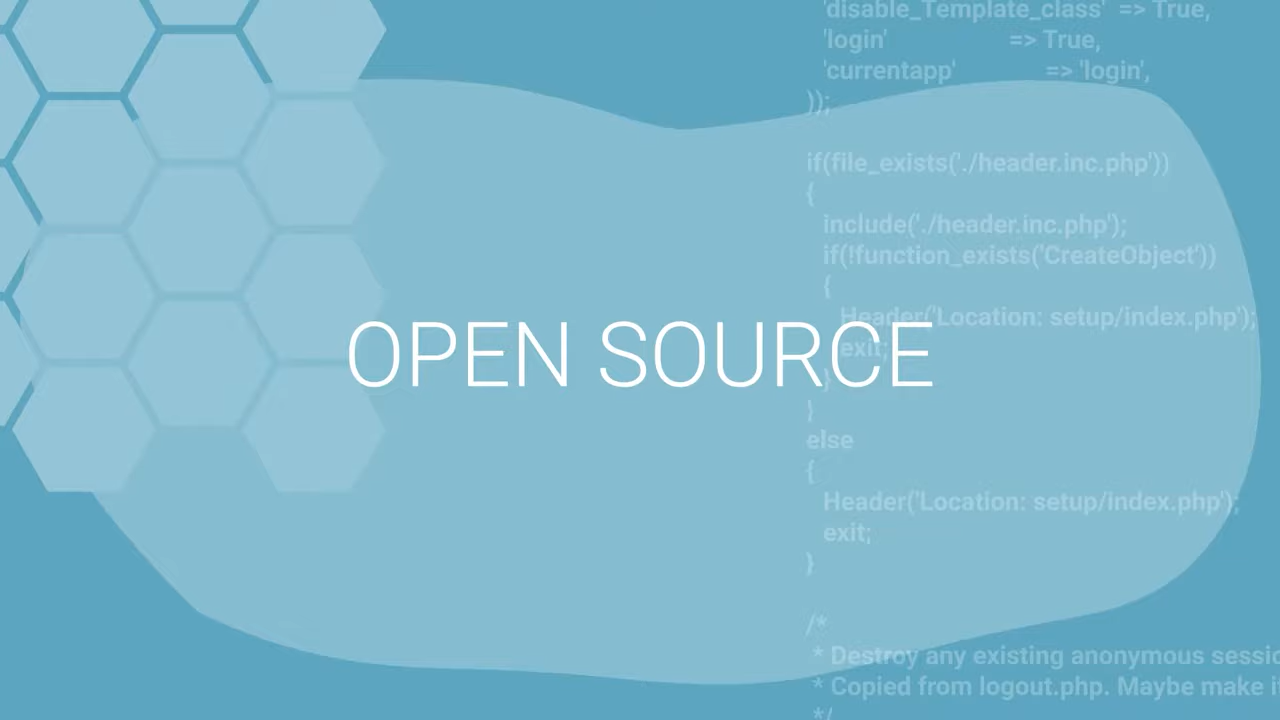 'disable_Template_class' => True,
'login' => True,
'currentapp' => 'login',
));
if(file_exists('./header.inc.php'))
{
include('./header.inc.php');
if(!function_exists('CreateObject'))
{
Header('Location: setup/index.php');
exit;
}
}
OPEN SOURCE
else
{
Header('Location: setup/index.php');
exit;
}
/*
* Destroy any existing anonymous sessio
* Copied from logout.php. Maybe make it
*/